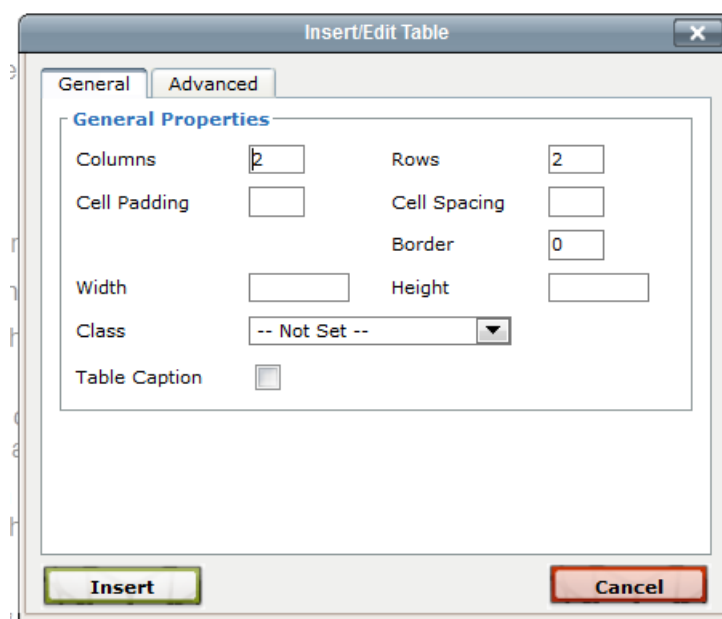 Insert/Edit Table
General Advanced
General Properties
Columns 2 Rows 2
Cell Padding Cell Spacing
Border 0
Width Height
Class -- Not Set --
Table Caption
Insert Cancel